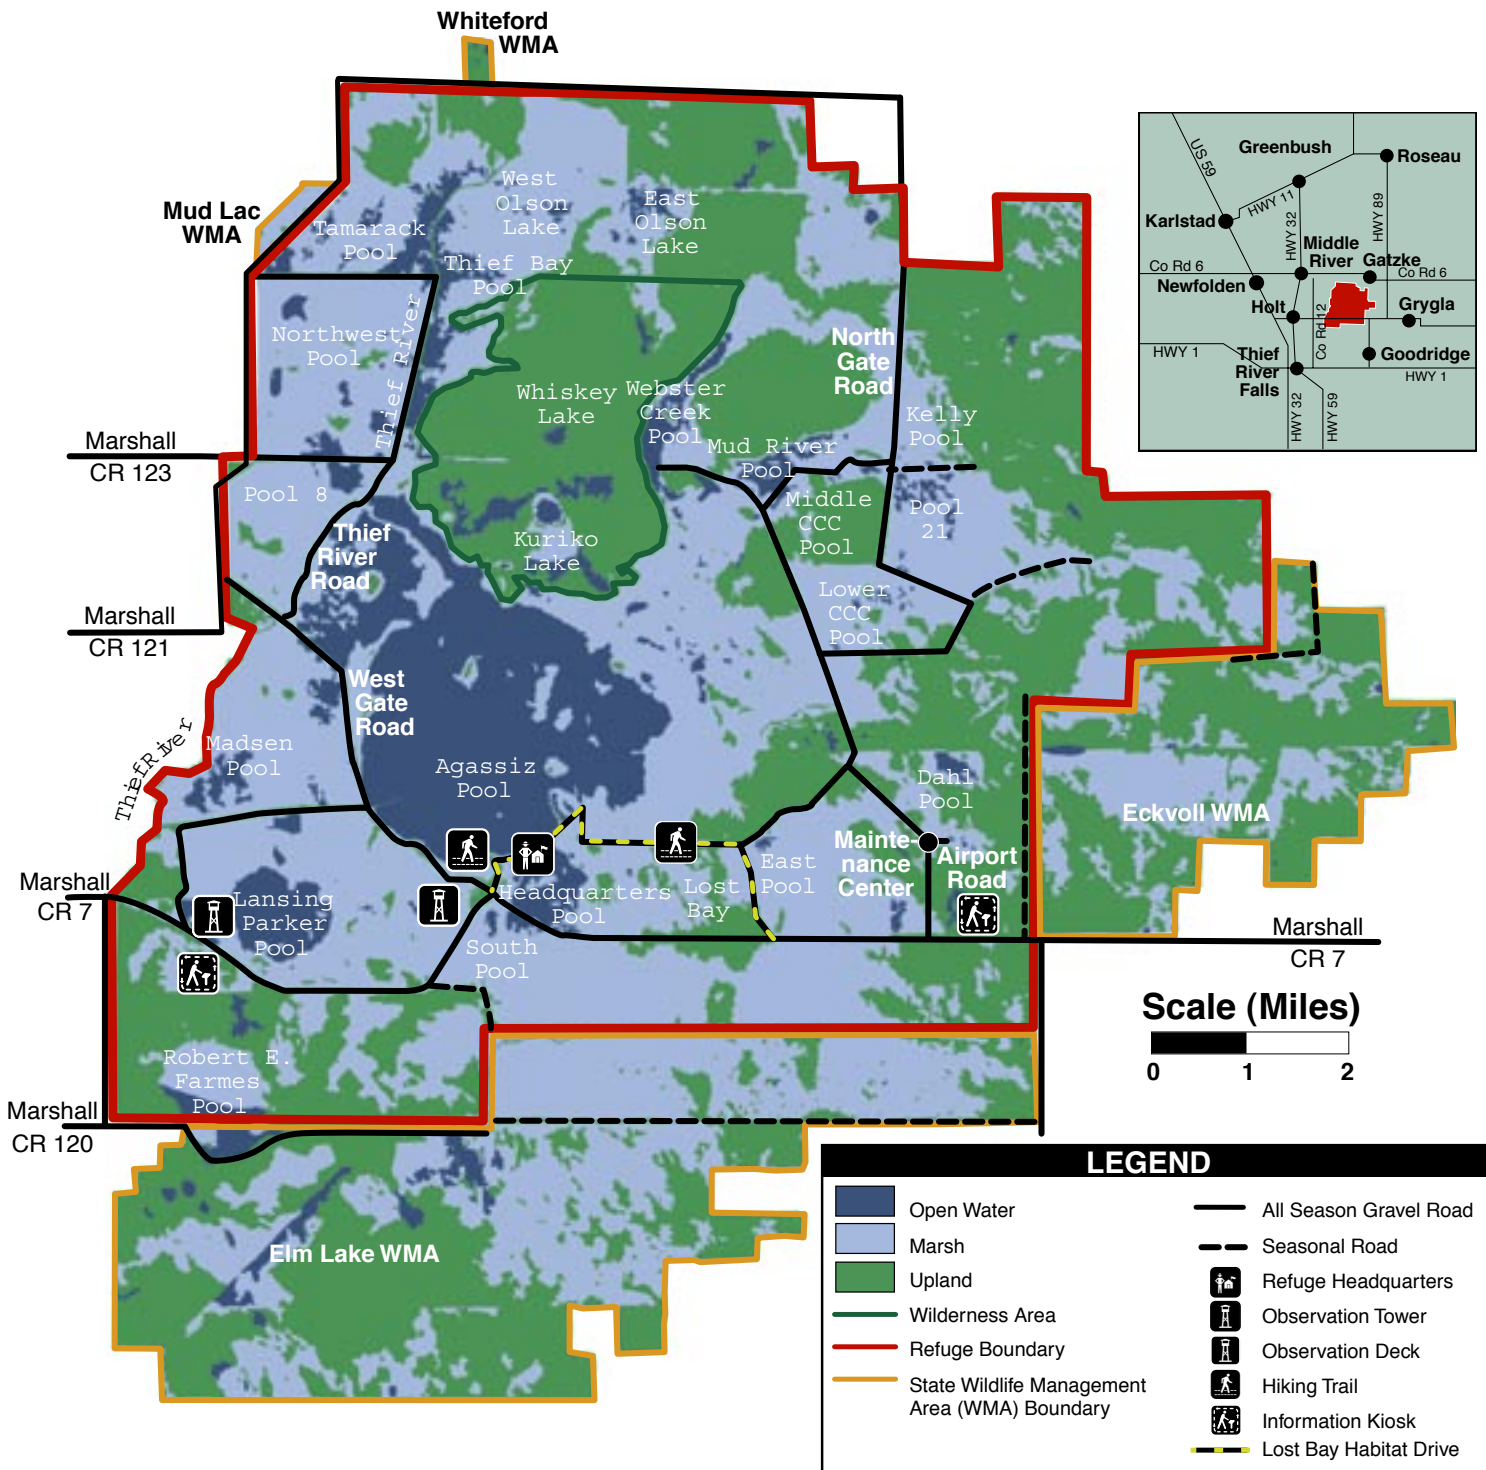 Whiteford
WMA
Mud Lac
WMA
Tamarack
Pool
West
Olson
Lake
East
Olson
Lake
Thief Bay
Pool
Northwest
Pool
Thief River
Whiskey
Lake
Webster
Creek
Pool
North
Gate
Road
Kelly
Pool
Mud River
Pool
Marshall
CR 123
Pool 8
Thief
River
Road
Kuriko
Lake
Middle
CCC
Pool
Pool
21
Lower
CCC
Pool
Marshall
CR 121
West
Gate
Road
Thief River
Madsen
Pool
Agassiz
Pool
Dahl
Pool
Eckvoll WMA
Mainte-
nance
Center
Airport
Road
East
Pool
Marshall
CR 7
Lansing
Parker
Pool
Headquarters
Pool
Lost
Bay
South
Pool
Marshall
CR 7
Robert E.
Farmes
Pool
Marshall
CR 120
Elm Lake WMA
Scale (Miles)
0 1 2
US 59
Greenbush
Roseau
HWY 11
Karlstad
HWY 32
HWY 89
Middle
River
Gatzke
Co Rd 6
Co Rd 6
Newfolden
Holt
Co Rd 12
Grygla
HWY 1
Thief
River
Falls
Goodridge
HWY 1
HWY 32
HWY 59
LEGEND
Open Water
Marsh
Upland
Wilderness Area
Refuge Boundary
State Wildlife Management
Area (WMA) Boundary
All Season Gravel Road
Seasonal Road
Refuge Headquarters
Observation Tower
Observation Deck
Hiking Trail
Information Kiosk
Lost Bay Habitat Drive